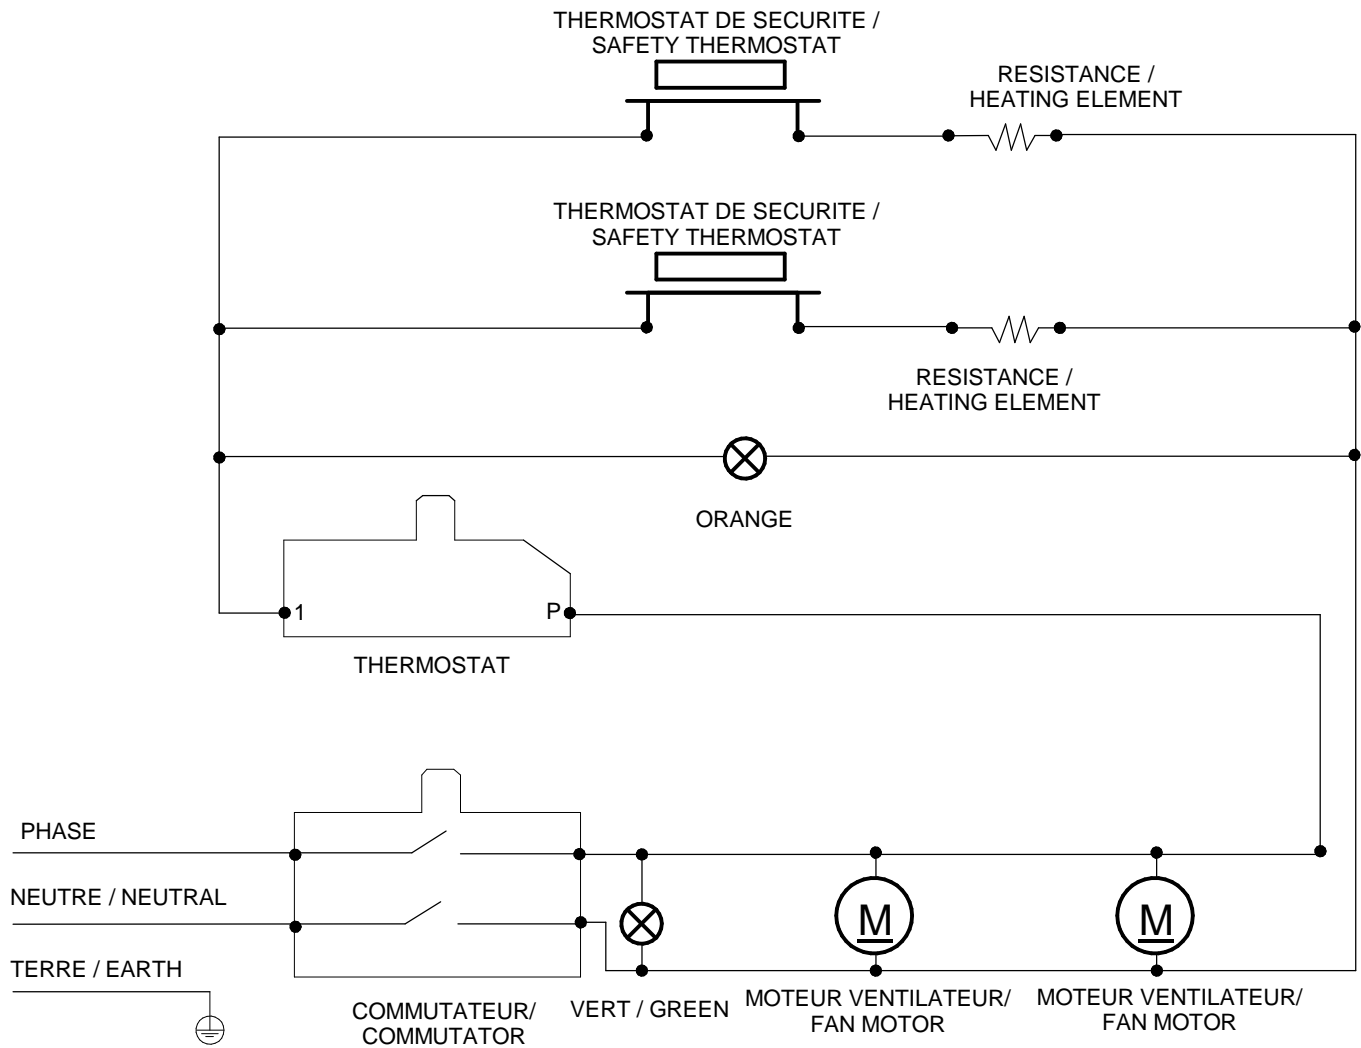 THERMOSTAT DE SECURITE /
SAFETY THERMOSTAT
RESISTANCE /
HEATING ELEMENT
THERMOSTAT DE SECURITE /
SAFETY THERMOSTAT
RESISTANCE /
HEATING ELEMENT
ORANGE
1
P
THERMOSTAT
PHASE
NEUTRE / NEUTRAL
TERRE / EARTH
M
M
COMMUTATEUR/
COMMUTATOR
VERT / GREEN
MOTEUR VENTILATEUR/
FAN MOTOR
MOTEUR VENTILATEUR/
FAN MOTOR